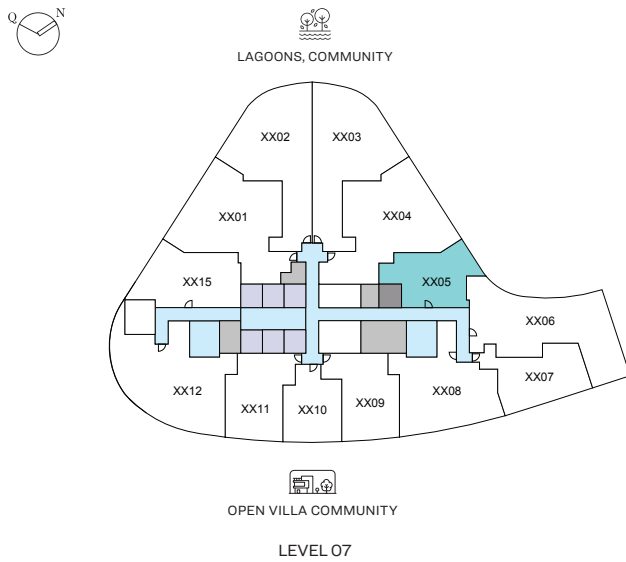 Q N
LAGOONS, COMMUNITY
XX02 XX03
XX01 XX04
XX15 XX05
XX06
XX07
XX12 XX11 XX10 XX09 XX08
OPEN VILLA COMMUNITY
LEVEL 07